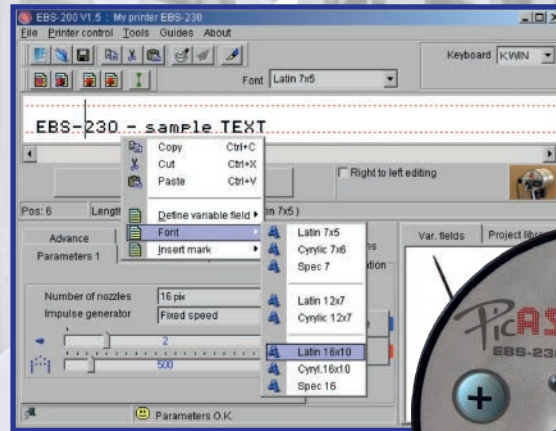 EBS-200 V1.5 : My printer EBS-230
File Printer control Tools Guides About
Keyboard KWIN
Font Latin 7x5
EBS-230 - sample TEXT
Copy Ctrl+C
Cut Ctrl+X
Paste Ctrl+V
Define variable field
Font
Insert mark
Right to left editing
Pos: 6 Lengt
in 7x5 )
Latin 7x5
Cyrylic 7x6
Spec 7
Latin 12x7
Cyrylic 12x7
Latin 16x10
Cyryl.16x10
Spec 16
Advance
Parameters 1
Var. fields Project libr
Number of nozzles 16 pix
Impulse generator Fixed speed
2
500
Parameters O.K.
EBS-23